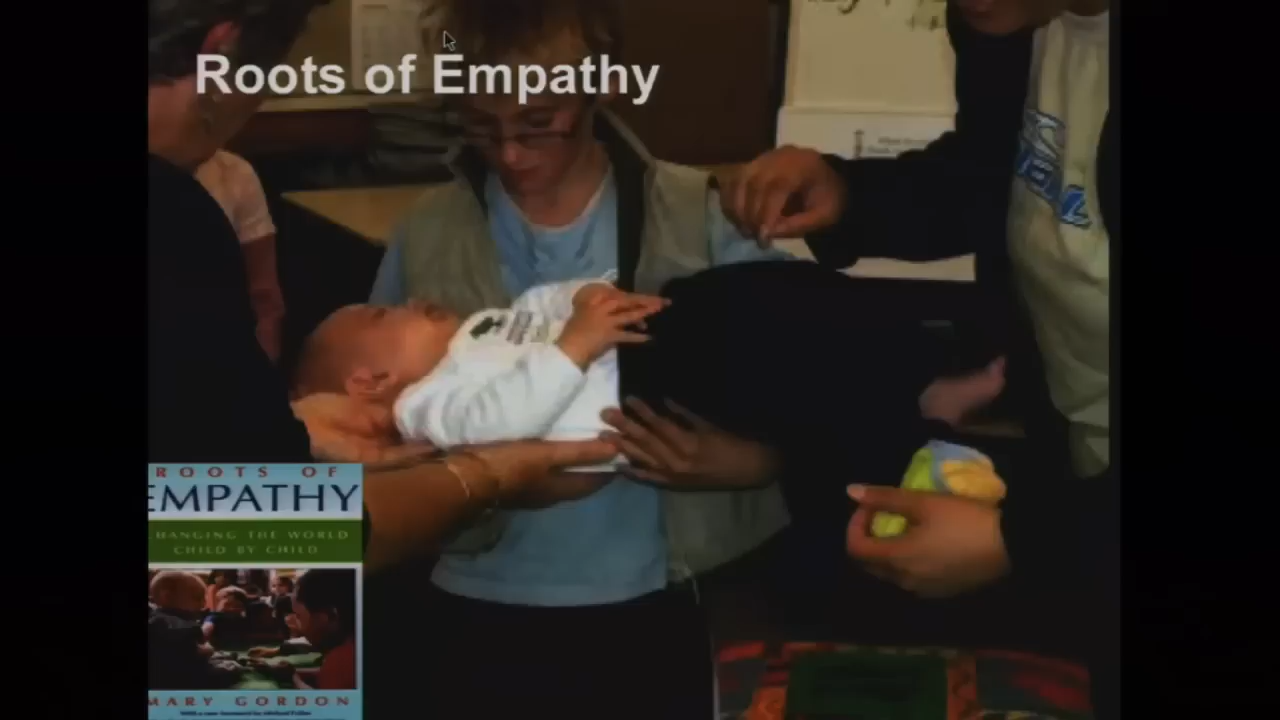 Roots of Empathy
ROOTS OF
EMPATHY
CHANGING THE WORLD
CHILD BY CHILD
MARY GORDON